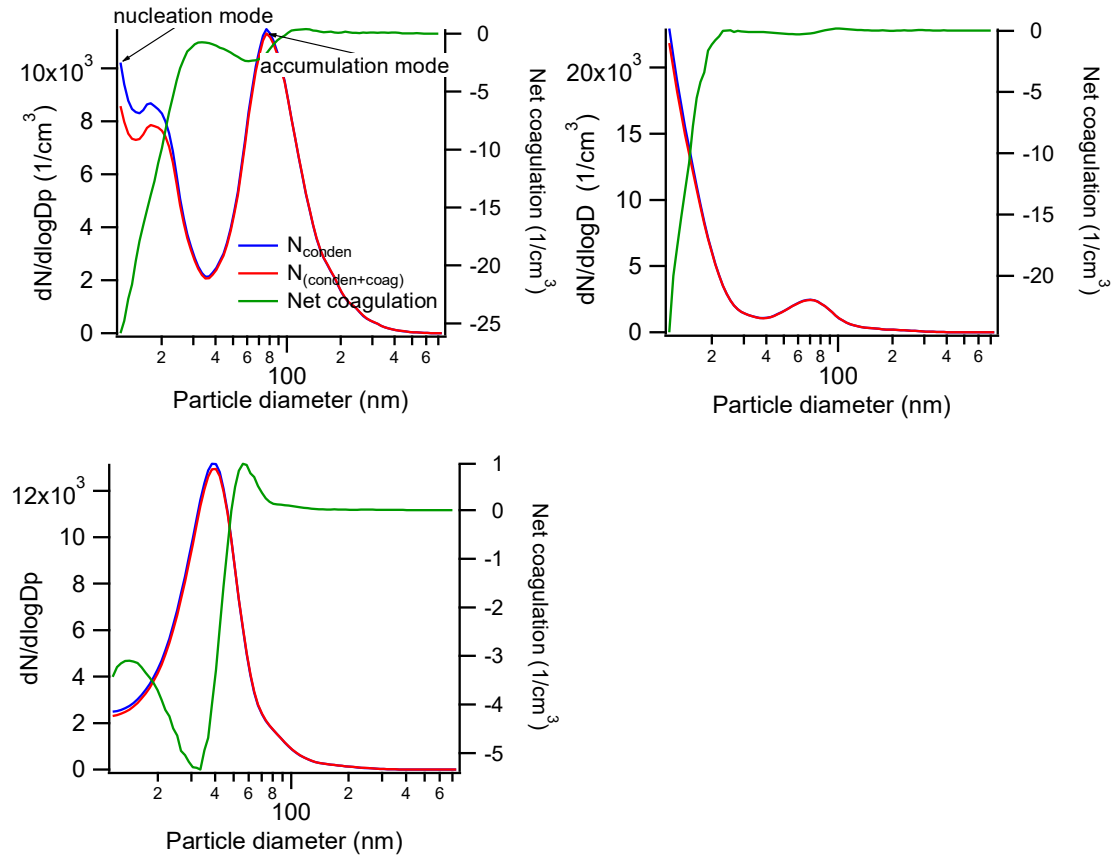 nucleation mode
accumulation mode
dN/dlogDp (1/cm³)
10x10³
8
6
4
2
0
0
-5
-10
-15
-20
-25
Net coagulation (1/cm³)
N_conden
N_(conden+coag)
Net coagulation
2 4 6 8 100 2 4 6
Particle diameter (nm)
dN/dlogD (1/cm³)
20x10³
15
10
5
0
0
-5
-10
-15
-20
Net coagulation (1/cm³)
2 4 6 8 100 2 4 6
Particle diameter (nm)
dN/dlogDp
12x10³
10
8
6
4
2
0
1
0
-1
-2
-3
-4
-5
Net coagulation (1/cm³)
2 4 6 8 100 2 4 6
Particle diameter (nm)